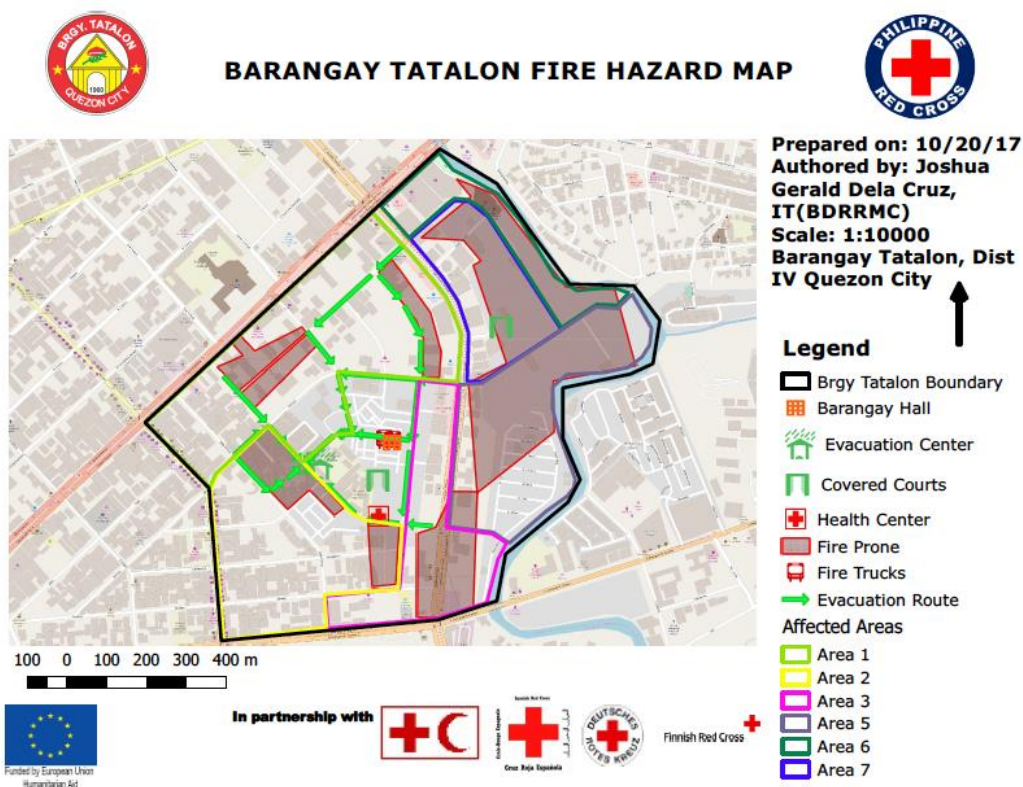 BRGY. TATALON
1960
QUEZON CITY
BARANGAY TATALON FIRE HAZARD MAP
PHILIPPINE
RED CROSS
Prepared on: 10/20/17
Authored by: Joshua
Gerald Dela Cruz,
IT(BDRRMC)
Scale: 1:10000
Barangay Tatalon, Dist
IV Quezon City
Legend
Brgy Tatalon Boundary
Barangay Hall
Evacuation Center
Covered Courts
Health Center
Fire Prone
Fire Trucks
Evacuation Route
Affected Areas
Area 1
Area 2
Area 3
Area 5
Area 6
Area 7
100 0 100 200 300 400 m
Funded by European Union
Humanitarian Aid
In partnership with
Spanish Red Cross
Cruz Roja Española
DEUTSCHES
ROTES KREUZ
Finnish Red Cross